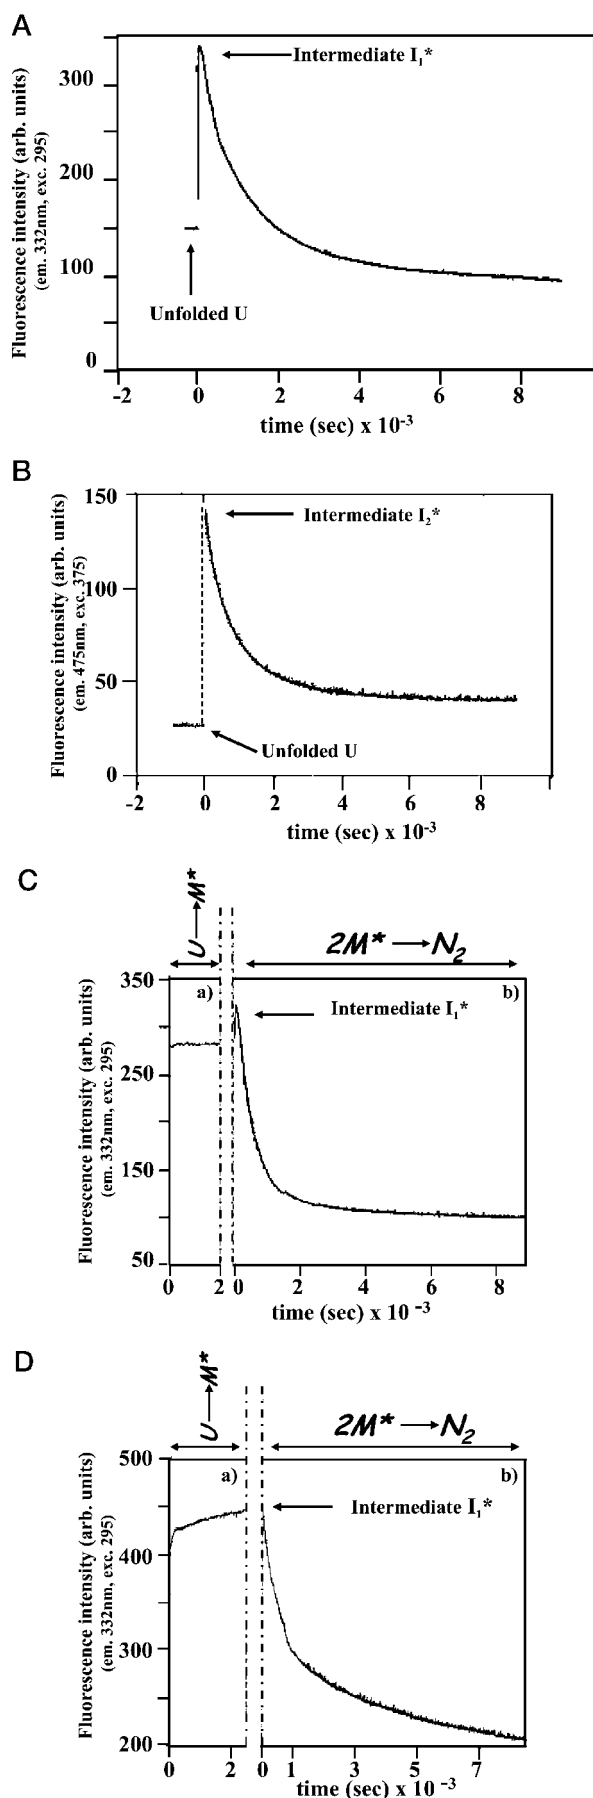 A
Fluorescence intensity (arb. units)
(em. 332nm, exc. 295)
300
200
100
0
Intermediate I₁*
Unfolded U
-2 0 2 4 6 8
time (sec) x 10⁻³
B
Fluorescence intensity (arb. units)
(em. 475nm, exc. 375)
150
100
50
0
Intermediate I₂*
Unfolded U
-2 0 2 4 6 8
time (sec) x 10⁻³
C
U→M*
2M*→N₂
Fluorescence intensity (arb. units)
(em. 332nm, exc. 295)
350
250
150
50
a)
b)
Intermediate I₁*
0 2 0 2 4 6 8
time (sec) x 10⁻³
D
U→M*
2M*→N₂
Fluorescence intensity (arb. units)
(em. 332nm, exc. 295)
500
400
300
200
a)
b)
Intermediate I₁*
0 2 0 1 3 5 7
time (sec) x 10⁻³